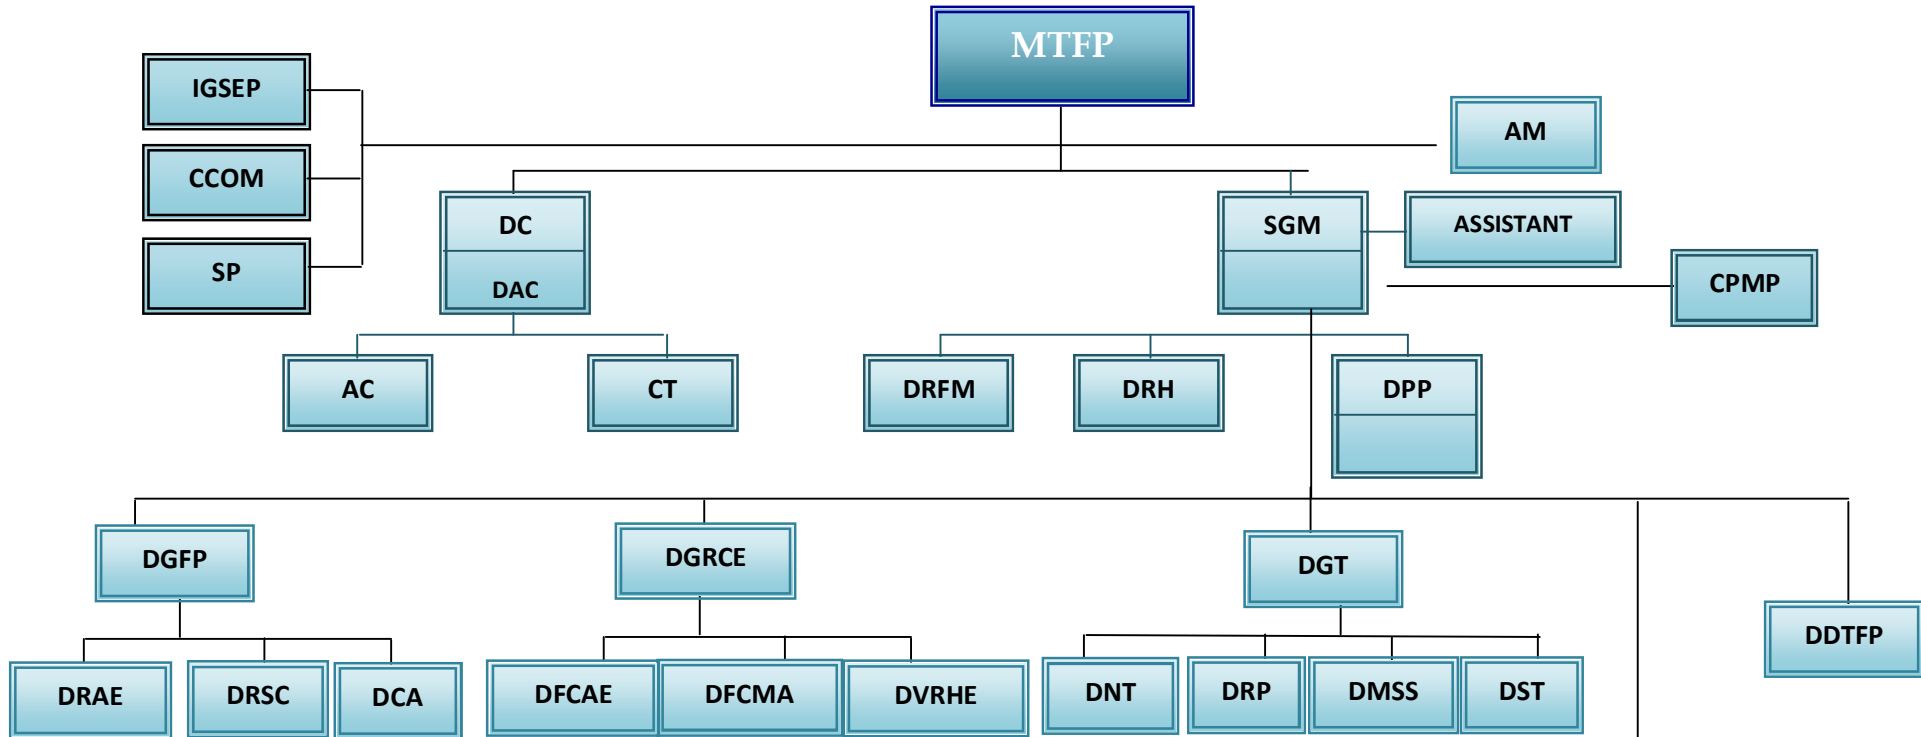 MTFP
IGSEP
AM
CCOM
DC
SGM
ASSISTANT
SP
DAC
CPMP
AC
CT
DRFM
DRH
DPP
DGFP
DGRCE
DGT
DDTFP
DRAE
DRSC
DCA
DFCAE
DFCMA
DVRHE
DNT
DRP
DMSS
DST